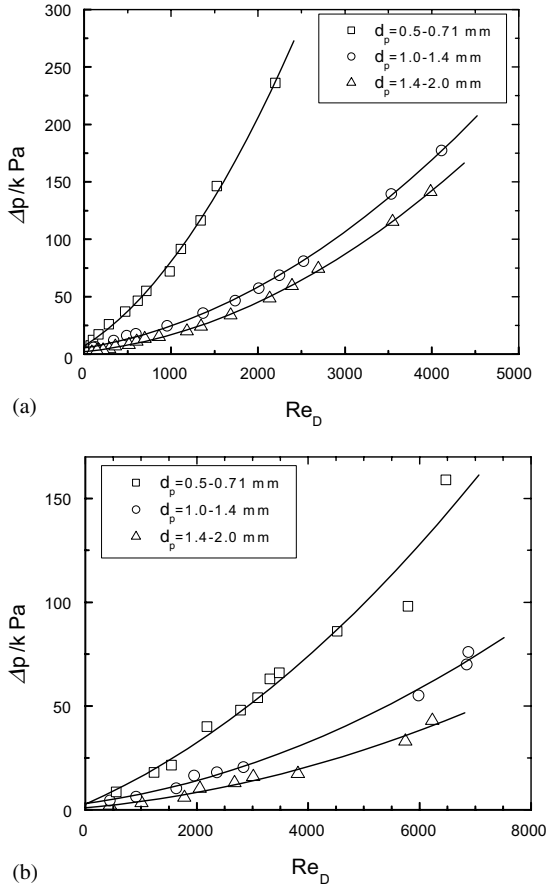 300
d_p=0.5-0.71 mm
250
d_p=1.0-1.4 mm
d_p=1.4-2.0 mm
200
150
Δp/k Pa
100
50
0
0 1000 2000 3000 4000 5000
(a)
Re_D
d_p=0.5-0.71 mm
150
d_p=1.0-1.4 mm
d_p=1.4-2.0 mm
100
Δp/k Pa
50
0
0 2000 4000 6000 8000
(b)
Re_D